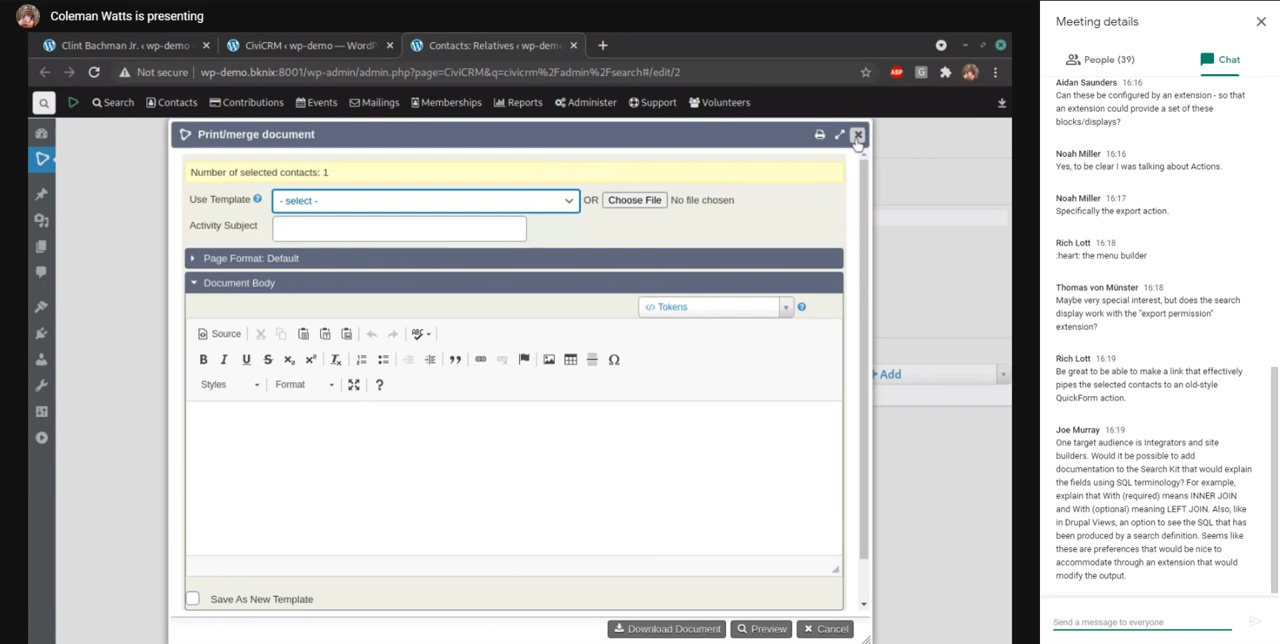 Coleman Watts is presenting
Clint Bachman Jr. ‹ wp-demo
CiviCRM ‹ wp-demo — WordP
Contacts: Relatives ‹ wp-dem
Not secure
wp-demo.bknix:8001/wp-admin/admin.php?page=CiviCRM&q=civicrm%2Fadmin%2Fsearch#/edit/2
ABP
G
Search Contacts Contributions Events Mailings Memberships Reports Administer Support Volunteers
Print/merge document
Number of selected contacts: 1
Use Template - select - OR Choose File No file chosen
Activity Subject
Page Format: Default
Document Body
Tokens
Source
Styles Format
Add
Save As New Template
Download Document Preview Cancel
Meeting details
People (39) Chat
Aidan Saunders 16:16
Can these be configured by an extension - so that
an extension could provide a set of these
blocks/displays?
Noah Miller 16:16
Yes, to be clear I was talking about Actions.
Noah Miller 16:17
Specifically the export action.
Rich Lott 16:18
:heart: the menu builder
Thomas von Münster 16:18
Maybe very special interest, but does the search
display work with the "export permission"
extension?
Rich Lott 16:19
Be great to be able to make a link that effectively
pipes the selected contacts to an old-style
QuickForm action.
Joe Murray 16:19
One target audience is Integrators and site
builders. Would it be possible to add
documentation to the Search Kit that would explain
the fields using SQL terminology? For example,
explain that With (required) means INNER JOIN
and With (optional) meaning LEFT JOIN. Also, like
in Drupal Views, an option to see the SQL that has
been produced by a search definition. Seems like
these are preferences that would be nice to
accommodate through an extension that would
modify the output.
Send a message to everyone